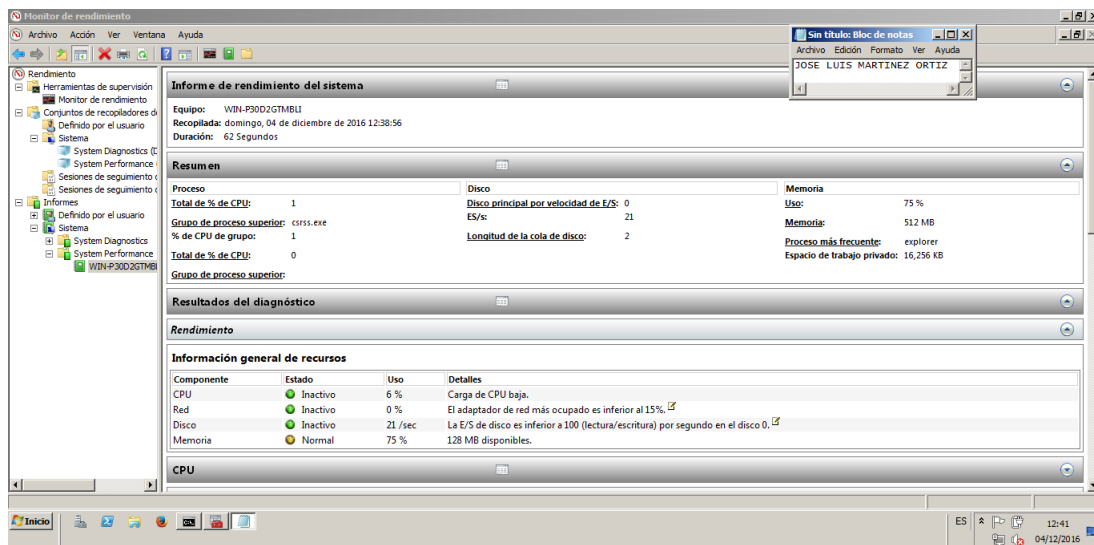 Monitor de rendimiento
Archivo Acción Ver Ventana Ayuda
Sin título: Bloc de notas
Archivo Edición Formato Ver Ayuda
JOSE LUIS MARTINEZ ORTIZ
Rendimiento
Herramientas de supervisión
Monitor de rendimiento
Conjuntos de recopiladores d
Definido por el usuario
Sistema
System Diagnostics (D
System Performance
Sesiones de seguimiento
Sesiones de seguimiento
Informes
Definido por el usuario
Sistema
System Diagnostics
System Performance
WIN-P30D2GTMBL
Informe de rendimiento del sistema
Equipo: WIN-P30D2GTMBLI
Recopilada: domingo, 04 de diciembre de 2016 12:38:56
Duración: 62 Segundos
Resumen
Proceso Disco Memoria
Total de % de CPU: 1 Disco principal por velocidad de E/S: 0 Uso: 75 %
Grupo de proceso superior: csrss.exe ES/s: 21 Memoria: 512 MB
% de CPU de grupo: 1 Longitud de la cola de disco: 2 Proceso más frecuente: explorer
Total de % de CPU: 0 Espacio de trabajo privado: 16,256 KB
Grupo de proceso superior:
Resultados del diagnóstico
Rendimiento
Información general de recursos
Componente Estado Uso Detalles
CPU Inactivo 6 % Carga de CPU baja.
Red Inactivo 0 % El adaptador de red más ocupado es inferior al 15%.
Disco Inactivo 21 /sec La E/S de disco es inferior a 100 (lectura/escritura) por segundo en el disco 0.
Memoria Normal 75 % 128 MB disponibles.
CPU
Inicio ES 12:41
04/12/2016